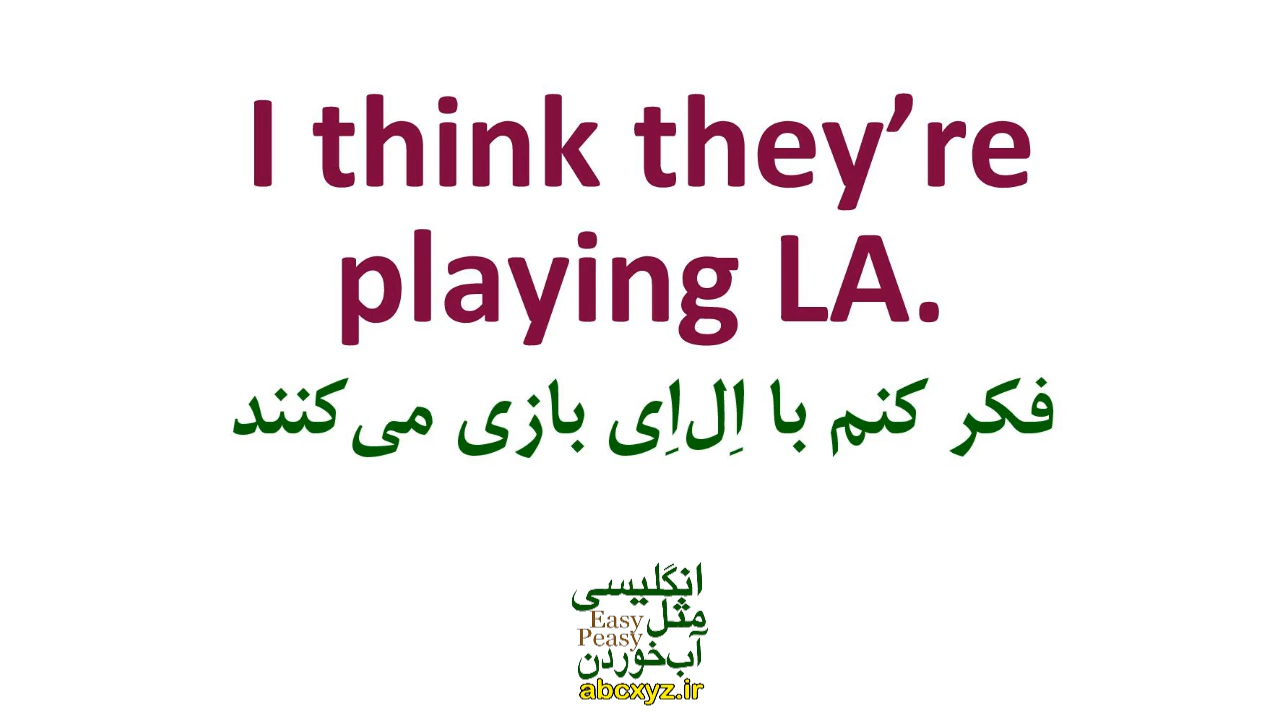 I think they’re
playing LA.
فکر کنم با اِل‌اِی بازی می‌کنند
انگلیسی
مثل
Easy
Peasy
آب‌خوردن
abcxyz.ir